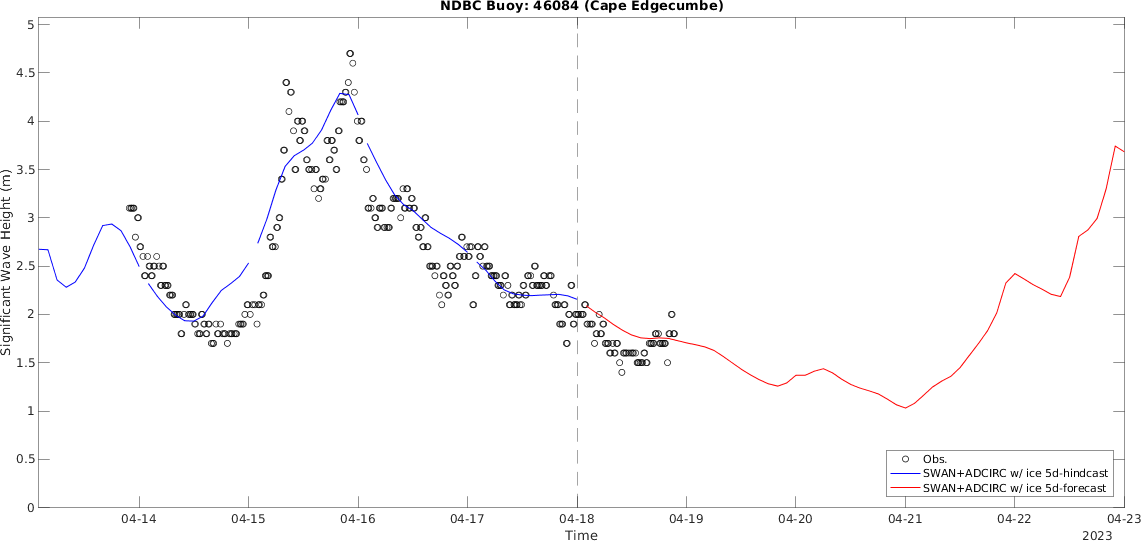 NDBC Buoy: 46084 (Cape Edgecumbe)
5
4.5
4
3.5
3
2.5
2
1.5
1
0.5
0
Significant Wave Height (m)
Obs.
SWAN+ADCIRC w/ ice 5d-hindcast
SWAN+ADCIRC w/ ice 5d-forecast
04-14 04-15 04-16 04-17 04-18 04-19 04-20 04-21 04-22 04-23
Time
2023